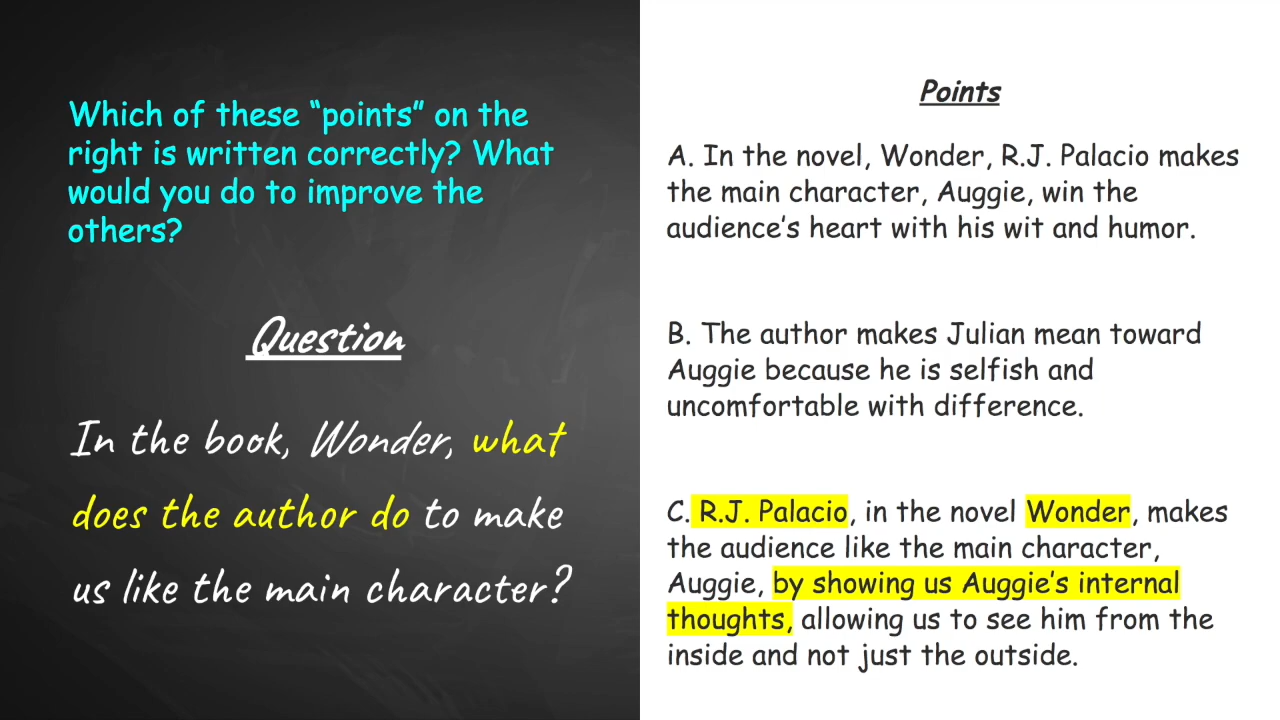 Which of these “points” on the
right is written correctly? What
would you do to improve the
others?
Question
In the book, Wonder, what
does the author do to make
us like the main character?
Points
A. In the novel, Wonder, R.J. Palacio makes
the main character, Auggie, win the
audience’s heart with his wit and humor.
B. The author makes Julian mean toward
Auggie because he is selfish and
uncomfortable with difference.
C. R.J. Palacio, in the novel Wonder, makes
the audience like the main character,
Auggie, by showing us Auggie’s internal
thoughts, allowing us to see him from the
inside and not just the outside.